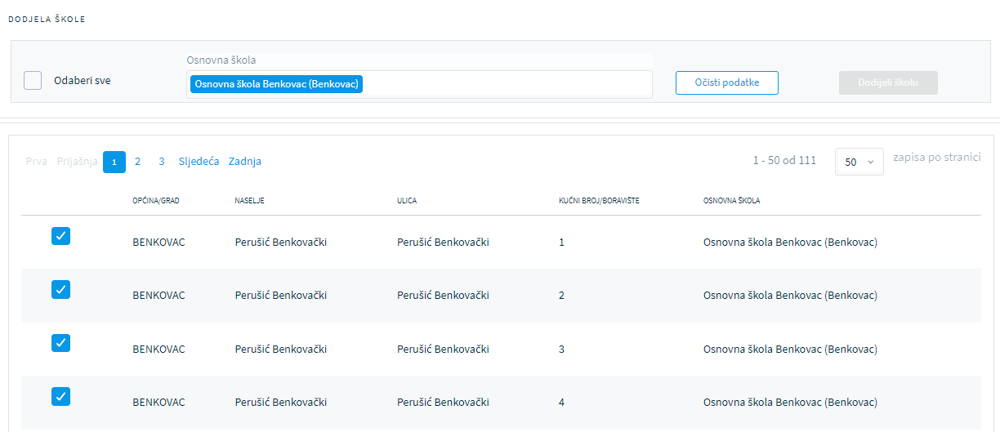 DODJELA ŠKOLE
Osnovna škola
Odaberi sve
Osnovna škola Benkovac (Benkovac)
Očisti podatke
Dodijeli školu
Prva Prijašnja 1 2 3 Sljedeća Zadnja
1 - 50 od 111
50
zapisa po stranici
OPĆINA/GRAD NASELJE ULICA KUĆNI BROJ/BORAVIŠTE OSNOVNA ŠKOLA
BENKOVAC Perušić Benkovački Perušić Benkovački 1 Osnovna škola Benkovac (Benkovac)
BENKOVAC Perušić Benkovački Perušić Benkovački 2 Osnovna škola Benkovac (Benkovac)
BENKOVAC Perušić Benkovački Perušić Benkovački 3 Osnovna škola Benkovac (Benkovac)
BENKOVAC Perušić Benkovački Perušić Benkovački 4 Osnovna škola Benkovac (Benkovac)